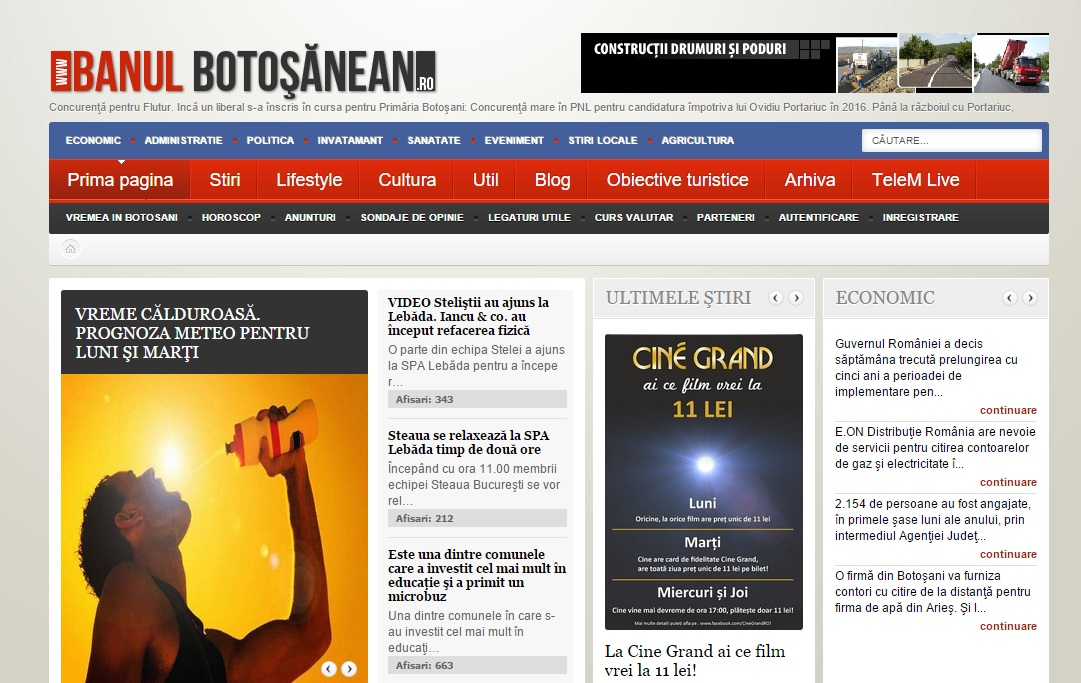 WWW BANUL BOTOŞĂNEAN .RO
CONSTRUCŢII DRUMURI ŞI PODURI
Concurenţă pentru Flutur. Incă un liberal s-a înscris în cursa pentru Primăria Botoşani: Concurenţă mare în PNL pentru candidatura împotriva lui Ovidiu Portariuc în 2016. Până la războiul cu Portariuc,
ECONOMIC ADMINISTRATIE POLITICA INVATAMANT SANATATE EVENIMENT STIRI LOCALE AGRICULTURA CĂUTARE...
Prima pagina Stiri Lifestyle Cultura Util Blog Obiective turistice Arhiva TeleM Live
VREMEA IN BOTOSANI HOROSCOP ANUNTURI SONDAJE DE OPINIE LEGATURI UTILE CURS VALUTAR PARTENERI AUTENTIFICARE INREGISTRARE
VREME CĂLDUROASĂ.
PROGNOZA METEO PENTRU
LUNI ŞI MARŢI
VIDEO Steliştii au ajuns la
Lebăda. Iancu & co. au
început refacerea fizică
O parte din echipa Stelei a ajuns
la SPA Lebăda pentru a începe
r...
Afisari: 343
Steaua se relaxează la SPA
Lebăda timp de două ore
Începând cu ora 11.00 membrii
echipei Steaua Bucureşti se vor
rel...
Afisari: 212
Este una dintre comunele
care a investit cel mai mult în
educaţie şi a primit un
microbuz
Una dintre comunele în care s-
au investit cel mai mult în
educaţi...
Afisari: 663
ULTIMELE ŞTIRI
CINÉ GRAND
ai ce film vrei la
11 LEI
Luni
Oricine, la orice film are preţ unic de 11 lei
Marţi
Cine are card de fidelitate Cine Grand,
are toată ziua preţ unic de 11 lei pe bilet!
Miercuri şi Joi
Cine vine mai devreme de ora 17:00, plăteşte doar 11 lei!
Mai multe detalii puteţi afla pe : www.facebook.com/CineGrandRO!
La Cine Grand ai ce film
vrei la 11 lei!
ECONOMIC
Guvernul României a decis
săptămâna trecută prelungirea cu
cinci ani a perioadei de
implementare pen...
continuare
E.ON Distribuţie România are nevoie
de servicii pentru citirea contoarelor
de gaz şi electricitate î...
continuare
2.154 de persoane au fost angajate,
în primele şase luni ale anului, prin
intermediul Agenţiei Judeţ...
continuare
O firmă din Botoşani va furniza
contori cu citire de la distanţă pentru
firma de apă din Arieş. Şi l...
continuare